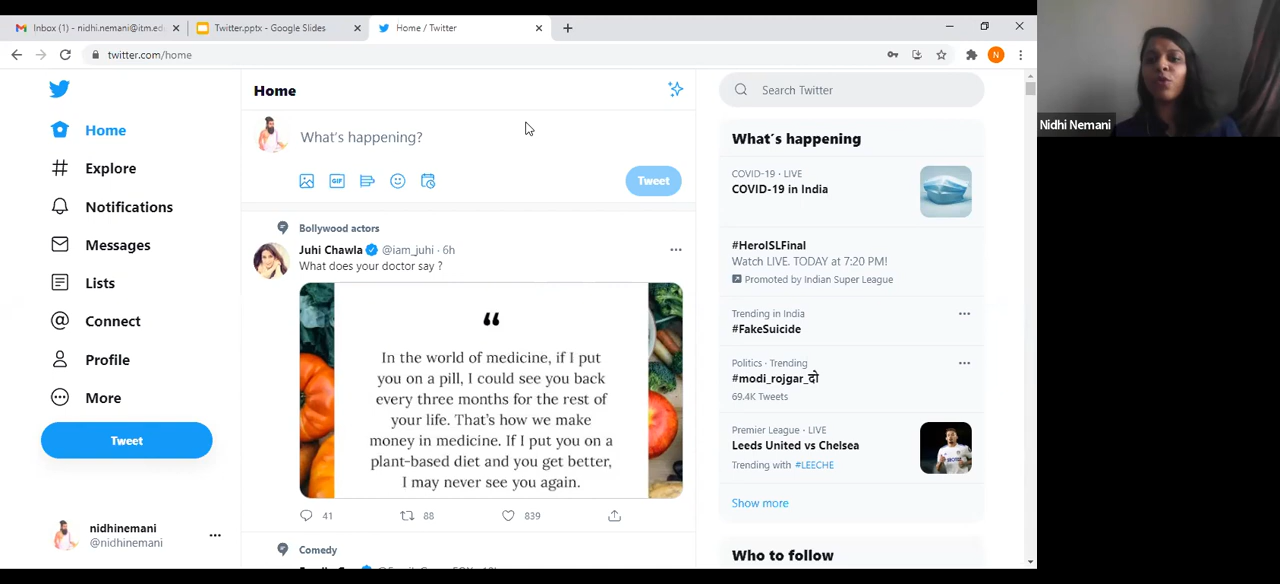 Inbox (1) - nidhi.nemani@itm.ed
Twitter.pptx - Google Slides
Home / Twitter
twitter.com/home
N
Home
Explore
Notifications
Messages
Lists
Connect
Profile
More
Tweet
nidhinemani
@nidhinemani
Home
What's happening?
GIF
Tweet
Bollywood actors
Juhi Chawla @iam_juhi · 6h
What does your doctor say ?
“
In the world of medicine, if I put
you on a pill, I could see you back
every three months for the rest of
your life. That's how we make
money in medicine. If I put you on a
plant-based diet and you get better,
I may never see you again.
41 88 839
Comedy
Search Twitter
What's happening
COVID-19 · LIVE
COVID-19 in India
#HeroISLFinal
Watch LIVE. TODAY at 7:20 PM!
Promoted by Indian Super League
Trending in India
#FakeSuicide
Politics · Trending
#modi_rojgar_दो
69.4K Tweets
Premier League · LIVE
Leeds United vs Chelsea
Trending with #LEECHE
Show more
Who to follow
Nidhi Nemani